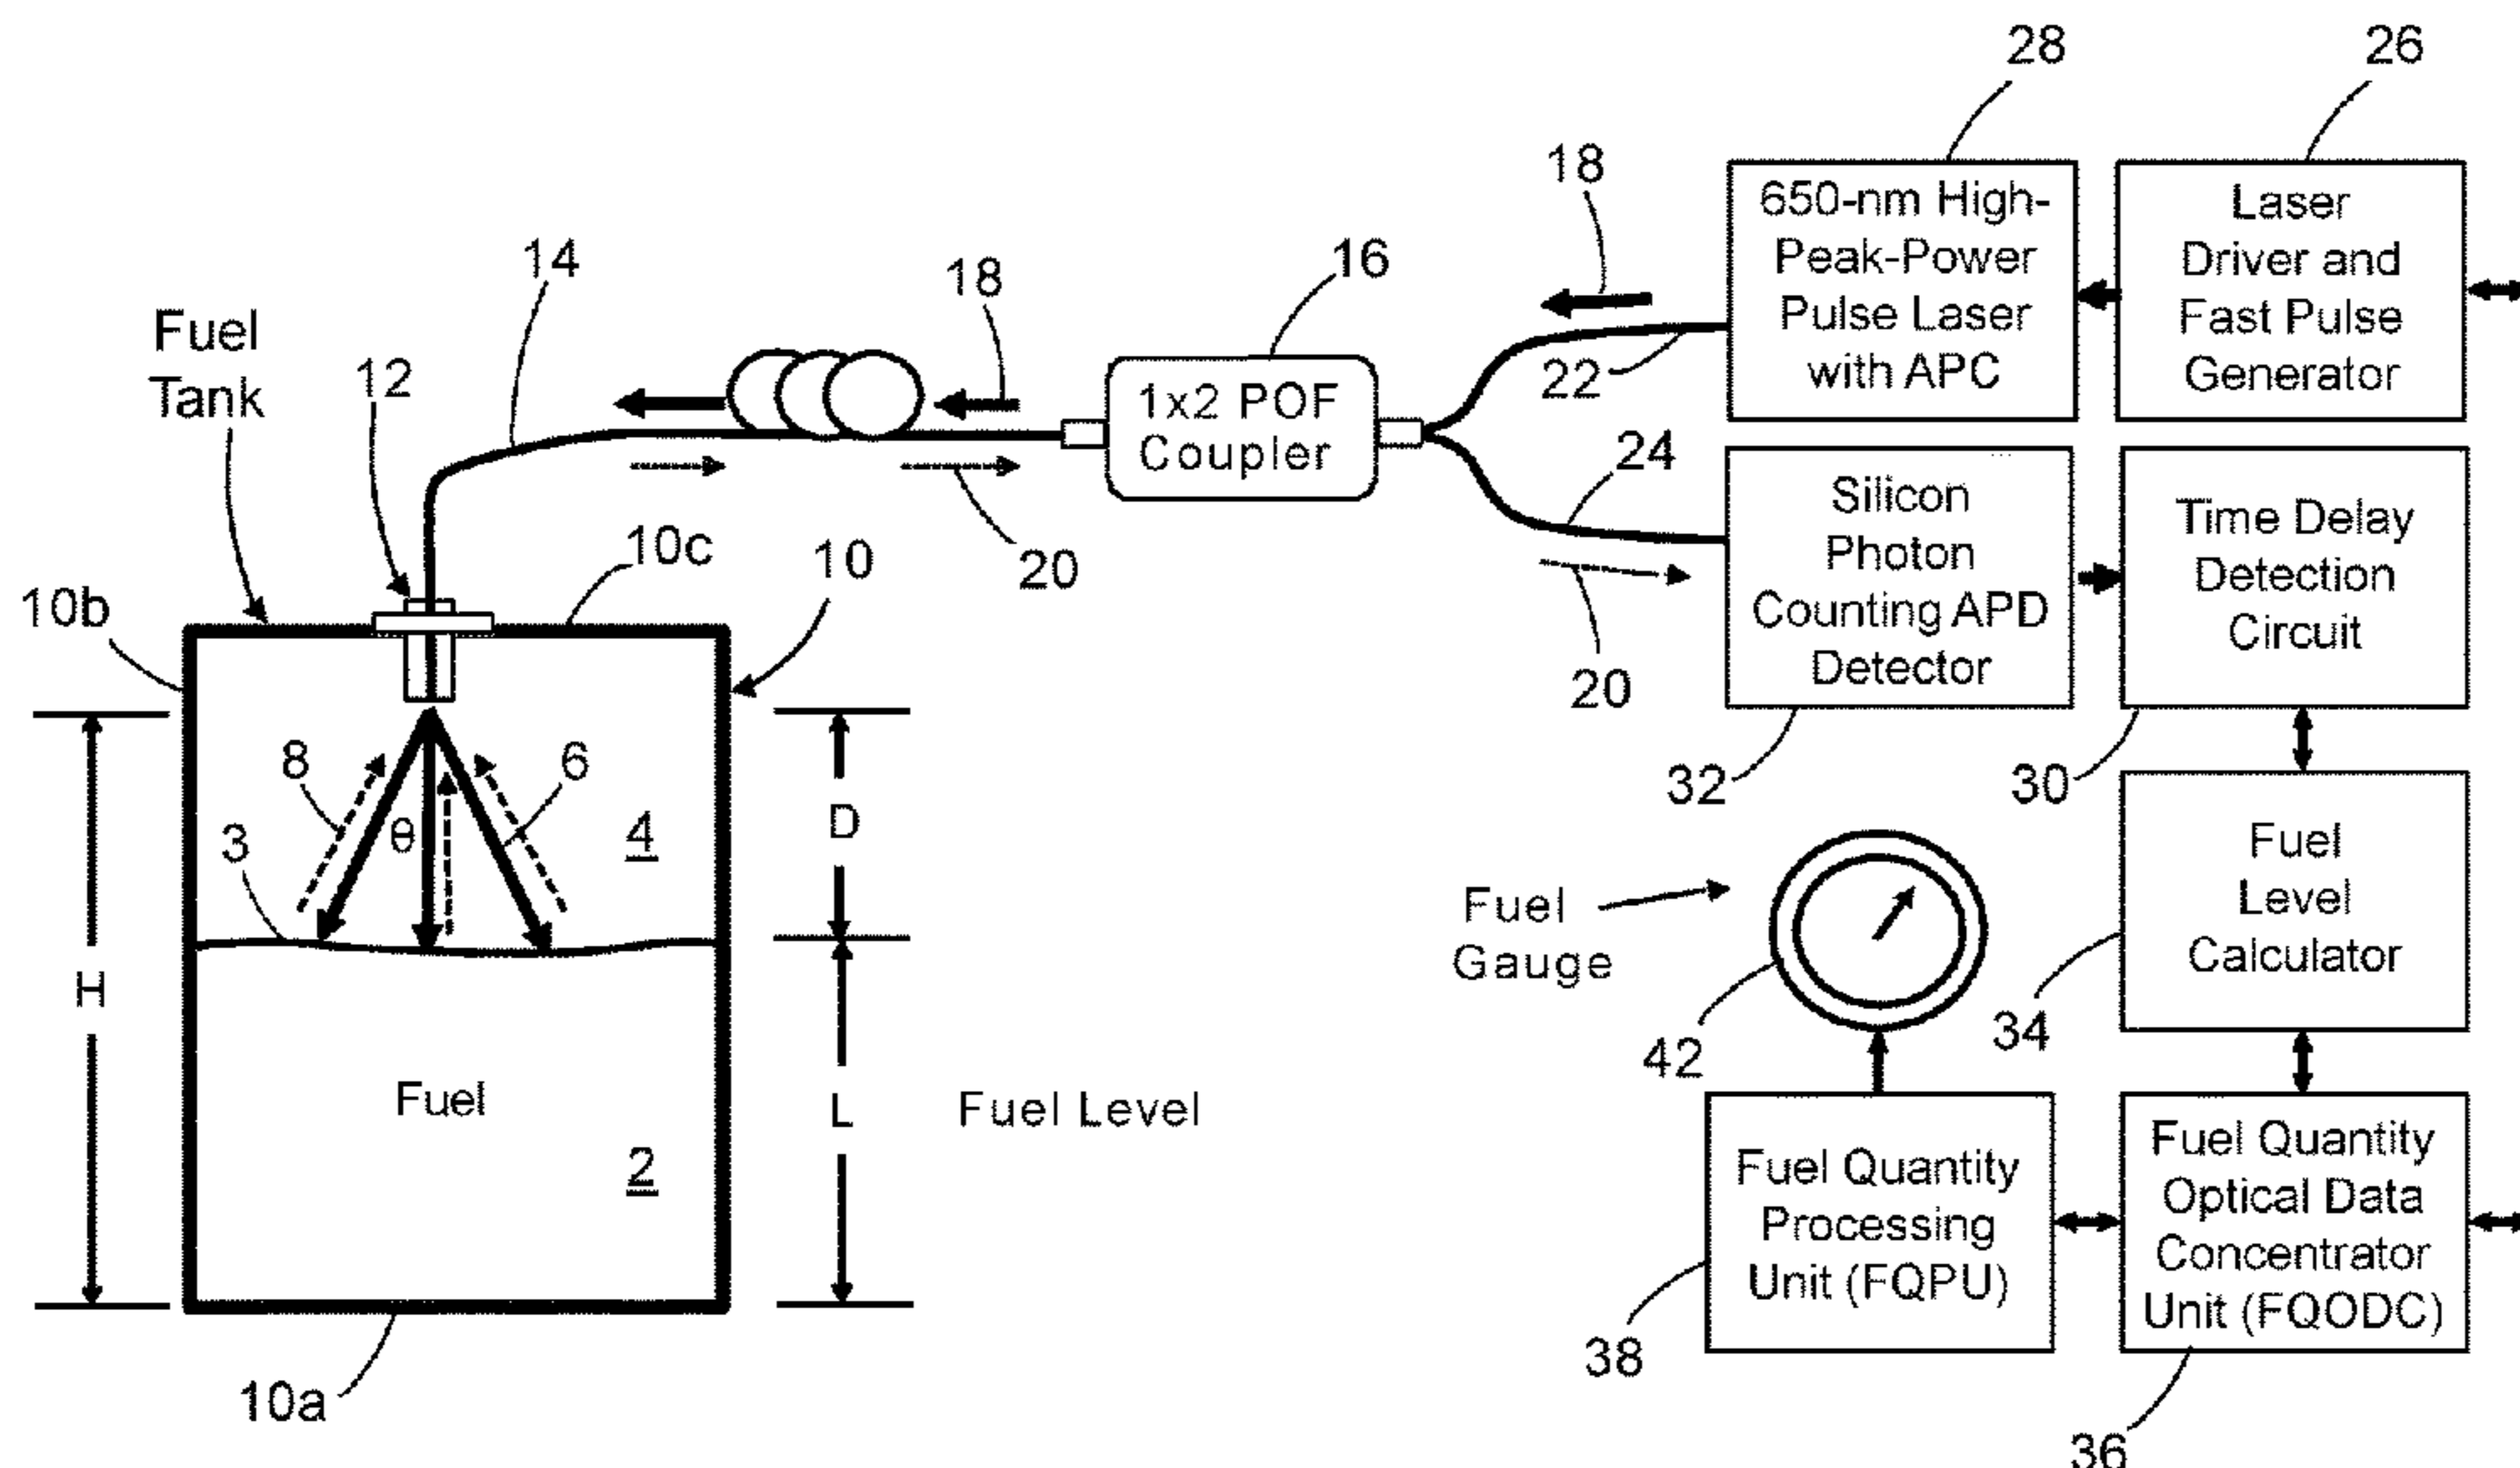 28
26
18
650-nm High-
Peak-Power
Pulse Laser
with APC
Laser
Driver and
Fast Pulse
Generator
14
18
16
Fuel
Tank
12
1x2 POF
Coupler
22
24
20
10c
10
10b
20
Silicon
Photon
Counting APD
Detector
Time Delay
Detection
Circuit
32
30
8
6
θ
4
3
D
H
Fuel
Gauge
42
Fuel
Level
Calculator
34
Fuel
2
L
Fuel Level
Fuel Quantity
Processing
Unit (FQPU)
Fuel Quantity
Optical Data
Concentrator
Unit (FQODC)
38
10a
36